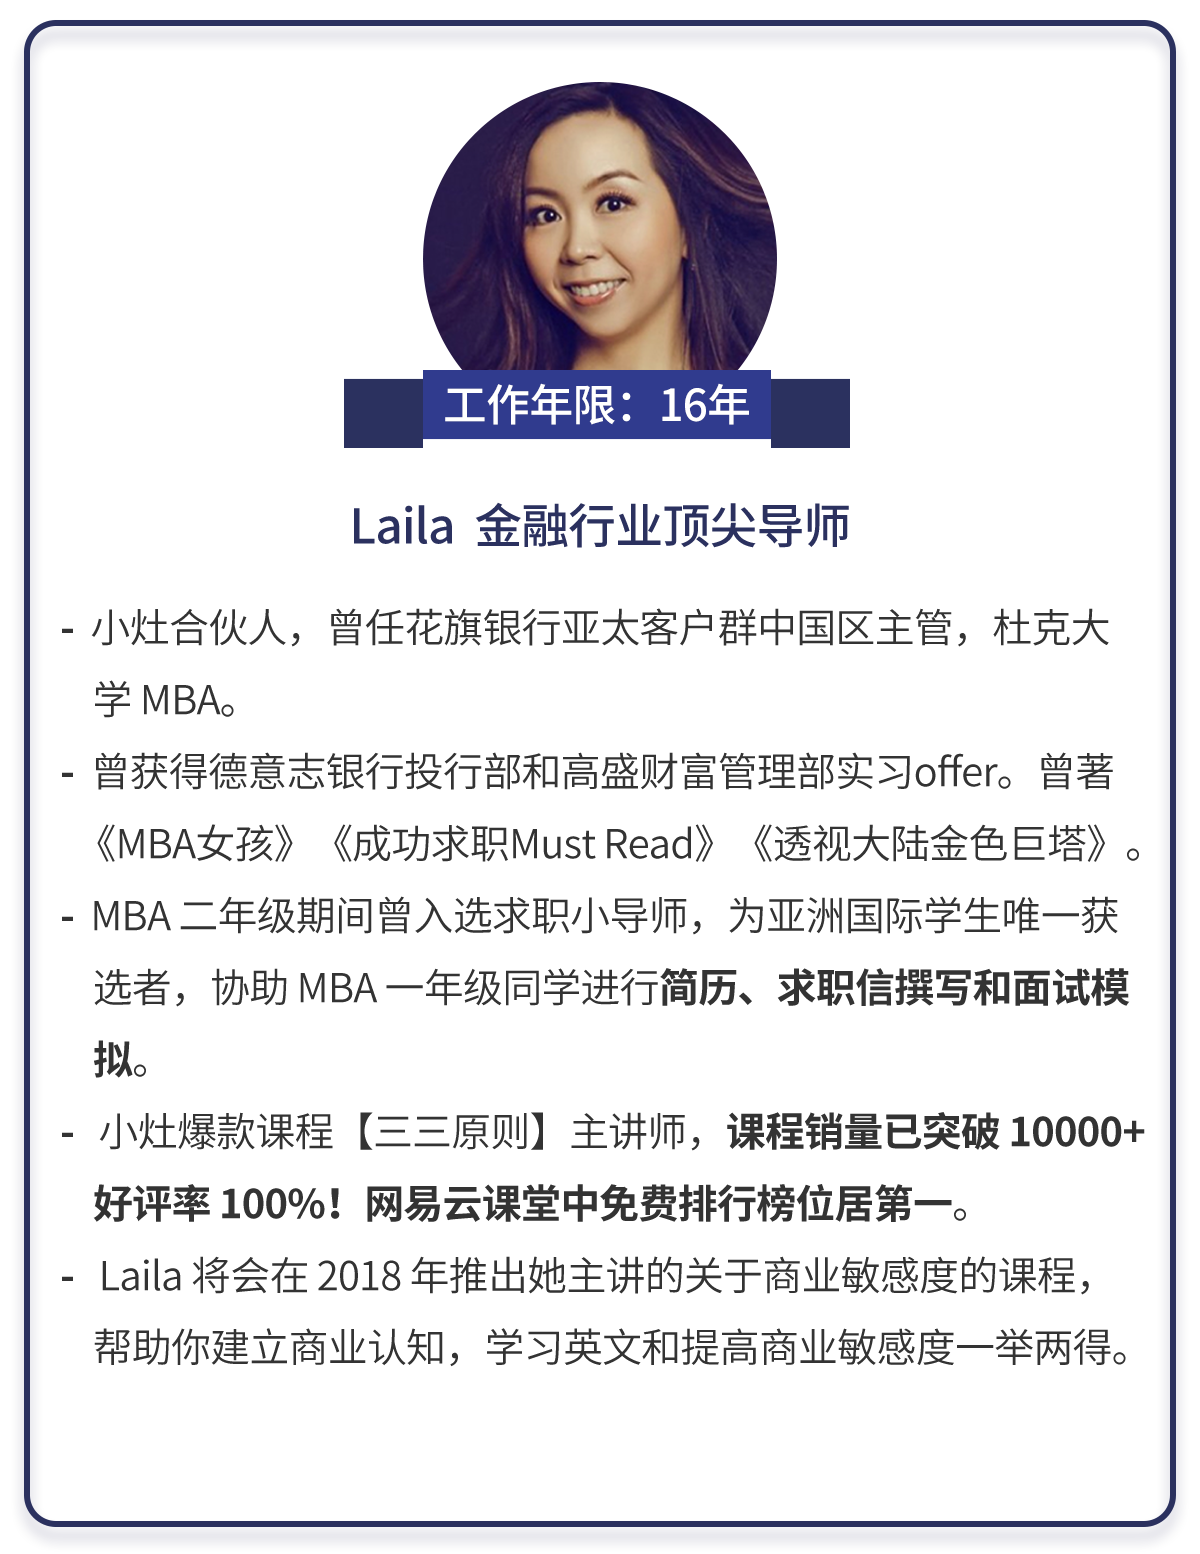 工作年限：16年
Laila 金融行业顶尖导师
- 小灶合伙人，曾任花旗银行亚太客户群中国区主管，杜克大
学 MBA。
- 曾获得德意志银行投行部和高盛财富管理部实习offer。曾著
《MBA女孩》《成功求职Must Read》《透视大陆金色巨塔》。
- MBA 二年级期间曾入选求职小导师，为亚洲国际学生唯一获
选者，协助 MBA 一年级同学进行简历、求职信撰写和面试模
拟。
- 小灶爆款课程【三三原则】主讲师，课程销量已突破 10000+
好评率 100%！网易云课堂中免费排行榜位居第一。
- Laila 将会在 2018 年推出她主讲的关于商业敏感度的课程，
帮助你建立商业认知，学习英文和提高商业敏感度一举两得。